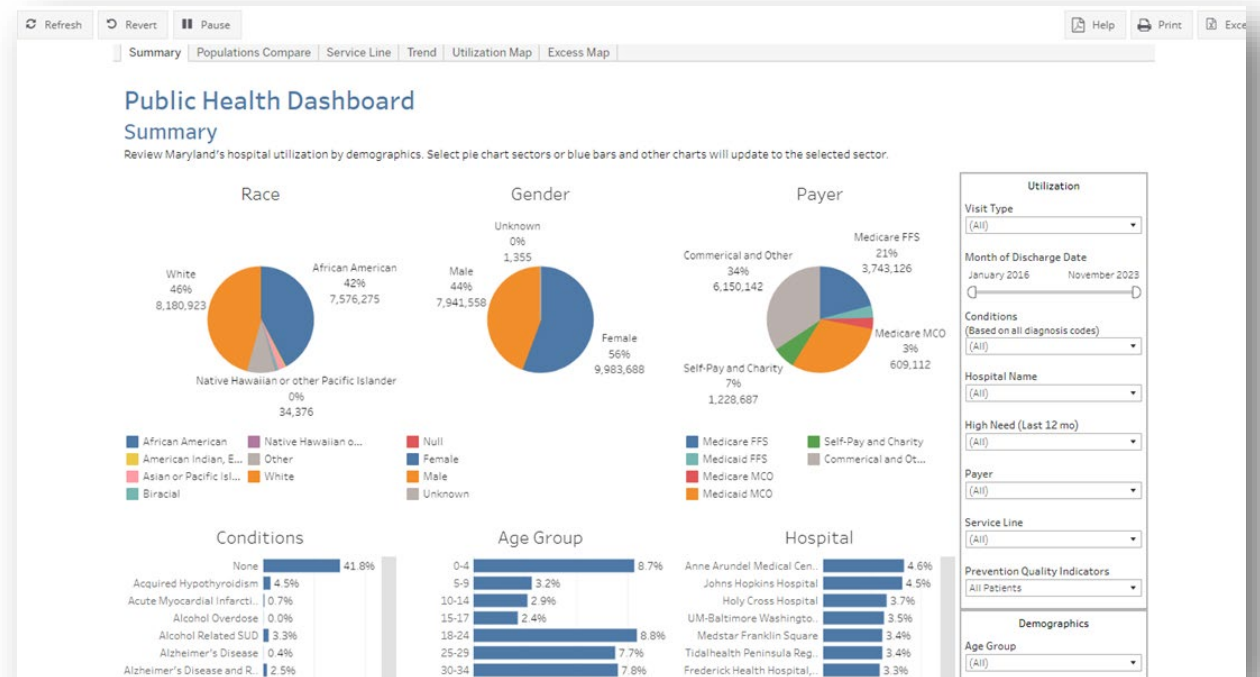 Refresh Revert Pause Help Print Exce
Summary Populations Compare Service Line Trend Utilization Map Excess Map
Public Health Dashboard
Summary
Review Maryland's hospital utilization by demographics. Select pie chart sectors or blue bars and other charts will update to the selected sector.
Race
White
46%
8,180,923
African American
42%
7,576,275
Native Hawaiian or other Pacific Islander
0%
34,376
African American
American Indian, E...
Asian or Pacific Isl...
Biracial
Native Hawaiian o...
Other
White
Gender
Unknown
0%
1,355
Male
44%
7,941,558
Female
56%
9,983,688
Null
Female
Male
Unknown
Payer
Commerical and Other
34%
6,150,142
Medicare FFS
21%
3,743,126
Medicare MCO
3%
609,112
Self-Pay and Charity
7%
1,228,687
Medicare FFS
Medicaid FFS
Medicare MCO
Medicaid MCO
Self-Pay and Charity
Commerical and Ot...
Conditions
None 41.8%
Acquired Hypothyroidism 4.5%
Acute Myocardial Infarcti.. 0.7%
Alcohol Overdose 0.0%
Alcohol Related SUD 3.3%
Alzheimer's Disease 0.4%
Alzheimer's Disease and R.. 2.5%
Age Group
0-4 8.7%
5-9 3.2%
10-14 2.9%
15-17 2.4%
18-24 8.8%
25-29 7.7%
30-34 7.8%
Hospital
Anne Arundel Medical Cen.. 4.6%
Johns Hopkins Hospital 4.5%
Holy Cross Hospital 3.7%
UM-Baltimore Washingto.. 3.5%
Medstar Franklin Square 3.4%
Tidalhealth Peninsula Reg.. 3.4%
Frederick Health Hospital,.. 3.3%
Utilization
Visit Type
(All)
Month of Discharge Date
January 2016 November 2023
Conditions
(Based on all diagnosis codes)
(All)
Hospital Name
(All)
High Need (Last 12 mo)
(All)
Payer
(All)
Service Line
(All)
Prevention Quality Indicators
All Patients
Demographics
Age Group
(All)